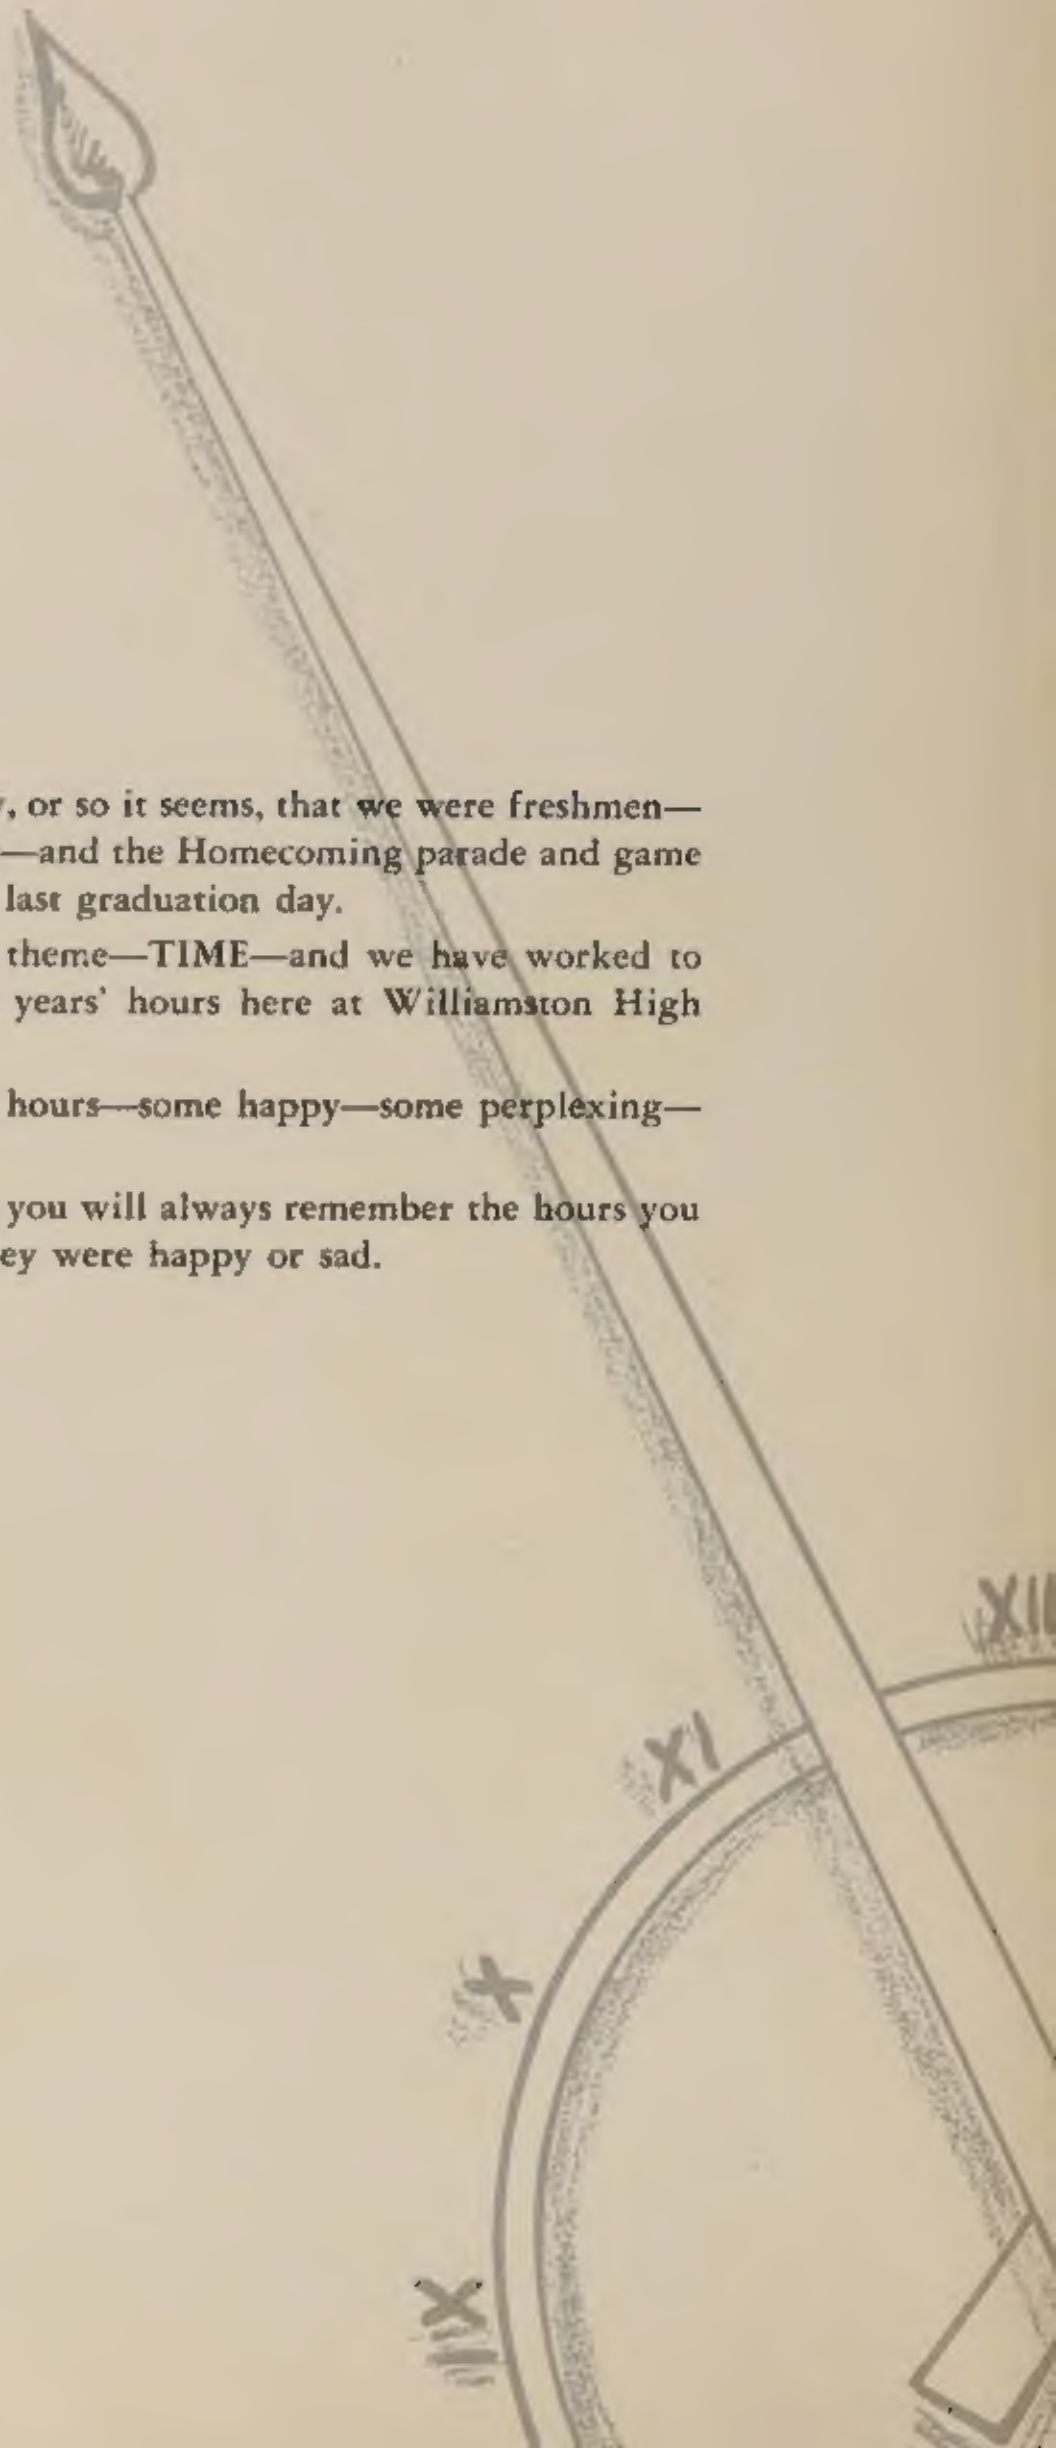 , or so it seems, that we were freshmen—
—and the Homecoming parade and game
last graduation day.
theme—TIME—and we have worked to
years' hours here at Williamston High
hours—some happy—some perplexing—
you will always remember the hours you
ey were happy or sad.
XII
XI
X